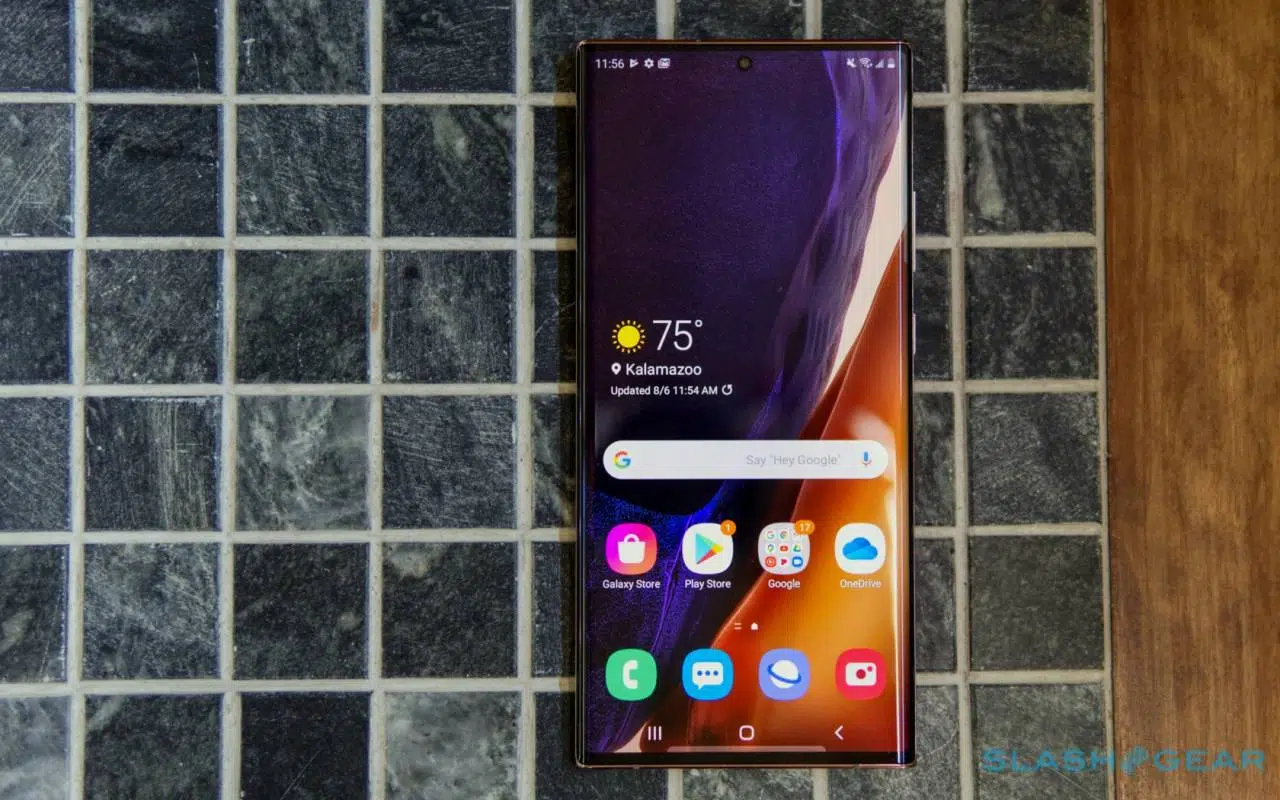 11:56
75°
Kalamazoo
Updated 8/6 11:54 AM
G Say "Hey Google"
1
17
Galaxy Store Play Store Google OneDrive
SLASHGEAR